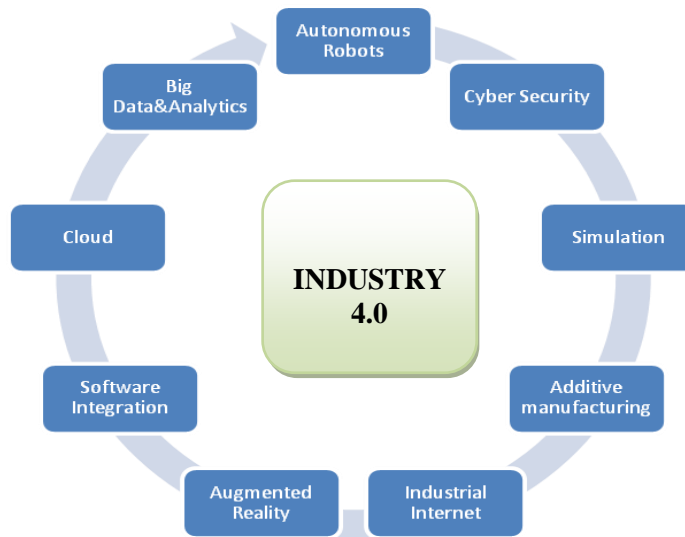 Autonomous
Robots
Cyber Security
Simulation
Additive
manufacturing
Industrial
Internet
Augmented
Reality
Software
Integration
Cloud
Big
Data&Analytics
INDUSTRY
4.0